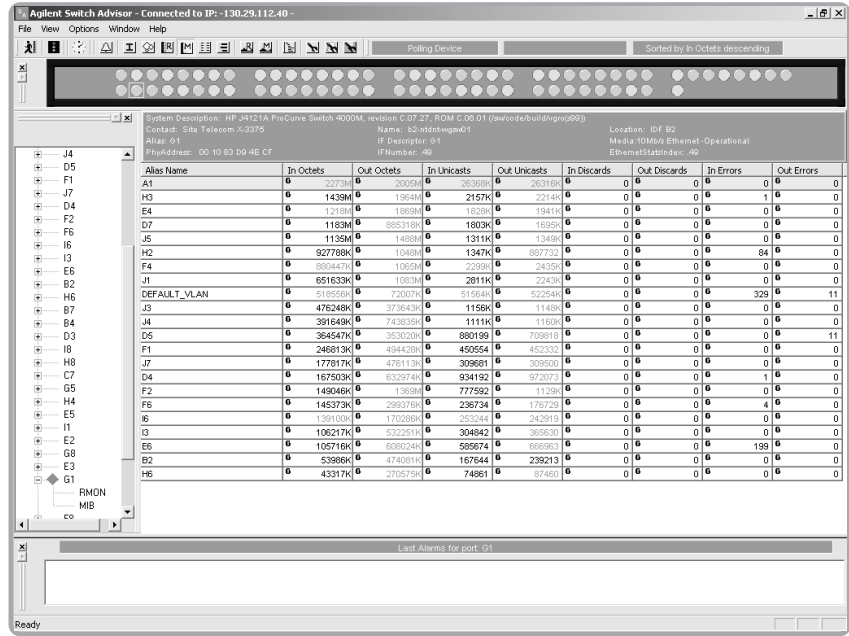 Agilent Switch Advisor - Connected to IP: -130.29.112.40 -
File View Options Window Help
Polling Device
Sorted by In Octets descending
System Description: HP J4121A ProCurve Switch 4000M, revision C.07.27, ROM C.06.01 (/sw/code/build/vgro(s99))
Contact: Site Telecom X-3375 Name: b2-ntdnt-wgsw01 Location: IDF B2
Alias: G1 IF Descriptor: G1 Media:10Mb/s Ethernet-Operational
PhyAddress: 00 10 83 D9 4E CF IFNumber: .49 EthernetStatsIndex: .49
J4
D5
F1
J7
D4
F2
F6
I6
I3
E6
B2
H6
B7
B4
D3
I8
H8
C7
G5
H4
E5
I1
E2
G8
E3
G1
RMON
MIB
Alias Name In Octets Out Octets In Unicasts Out Unicasts In Discards Out Discards In Errors Out Errors
A1 2273M 2005M 26368K 26316K 0 0 0 0
H3 1439M 1964M 2157K 2214K 0 0 1 0
E4 1218M 1869M 1828K 1941K 0 0 0 0
D7 1183M 885318K 1803K 1695K 0 0 0 0
J5 1135M 1488M 1311K 1349K 0 0 0 0
H2 927788K 1048M 1347K 887732 0 0 84 0
F4 880447K 1065M 2299K 2435K 0 0 0 0
J1 651633K 1083M 2811K 2243K 0 0 0 0
DEFAULT_VLAN 518556K 72007K 51564K 52254K 0 0 329 11
J3 476248K 373643K 1156K 1148K 0 0 0 0
J4 391649K 743835K 1111K 1160K 0 0 0 0
D5 364547K 353020K 880199 709818 0 0 0 11
F1 246813K 494428K 450554 452332 0 0 0 0
J7 177817K 476113K 309681 309500 0 0 0 0
D4 167503K 632974K 934192 972073 0 0 1 0
F2 149046K 1369M 777592 1129K 0 0 0 0
F6 145373K 299376K 236734 176729 0 0 4 0
I6 139100K 170286K 253244 242919 0 0 0 0
I3 106217K 532251K 304842 365630 0 0 0 0
E6 105716K 608024K 585674 666963 0 0 199 0
B2 53986K 474081K 167644 239213 0 0 0 0
H6 43317K 270575K 74861 87460 0 0 0 0
Last Alarms for port: G1
Ready